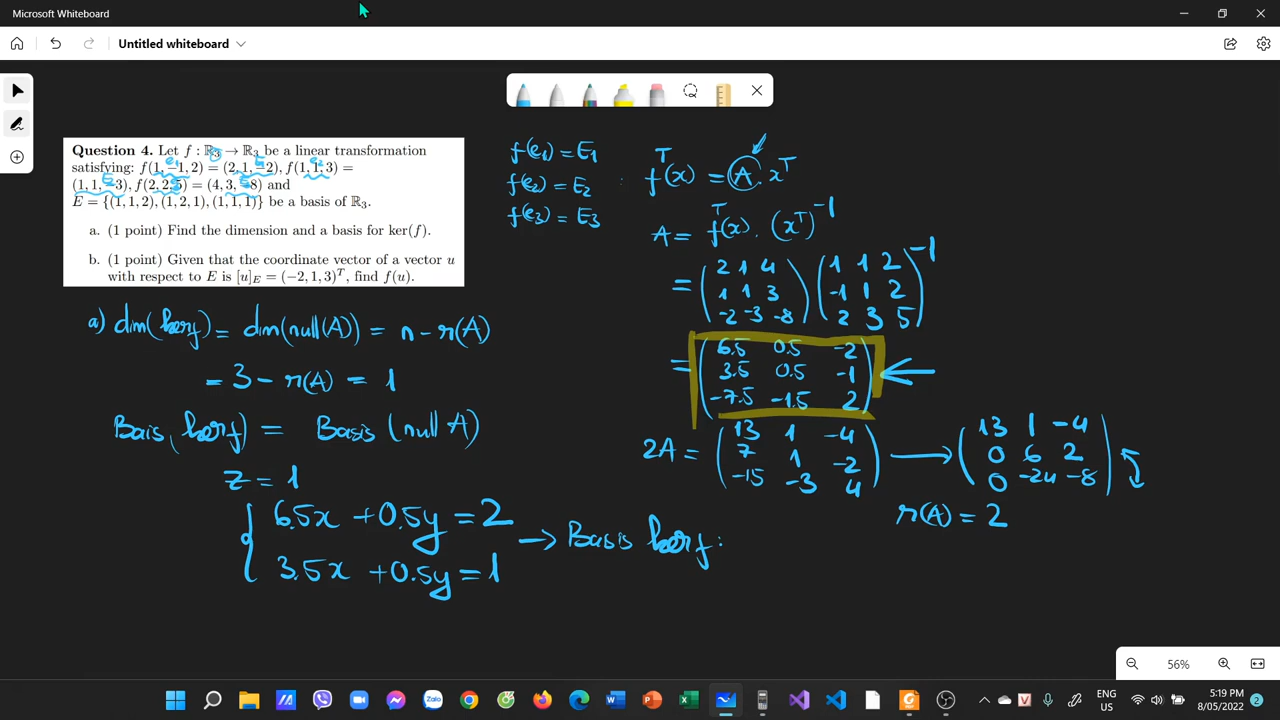 Microsoft Whiteboard
Untitled whiteboard
Question 4. Let f : ℝ₃ → ℝ₃ be a linear transformation
satisfying: f(1, −1, 2) = (2, 1, −2), f(1, 1, 3) =
(1, 1, −3), f(2, 2, 5) = (4, 3, −8) and
E = {(1, 1, 2), (1, 2, 1), (1, 1, 1)} be a basis of ℝ₃.
a. (1 point) Find the dimension and a basis for ker(f).
b. (1 point) Given that the coordinate vector of a vector u
with respect to E is [u]_E = (−2, 1, 3)^T, find f(u).
f(e₁) = E₁
f(e₂) = E₂
f(e₃) = E₃
f^T(x) = A . x^T
A = f^T(x) . (x^T)^−1
= (2 1 4) (1 1 2)^−1
(1 1 3) (-1 1 2)
(-2 -3 -8) (2 3 5)
= (6.5 0.5 -2)
(3.5 0.5 -1)
(-7.5 -1.5 2)
2A = (13 1 -4) → (13 1 -4)
(7 1 -2) (0 6 2)
(-15 -3 4) (0 -24 -8)
r(A) = 2
a) dim(kerf) = dim(null(A)) = n - r(A)
= 3 - r(A) = 1
Bais(kerf) = Basis(null A)
z = 1
6.5x + 0.5y = 2
3.5x + 0.5y = 1
→ Basis kerf :
56%
Zalo
ENG
US
5:19 PM
8/05/2022
2